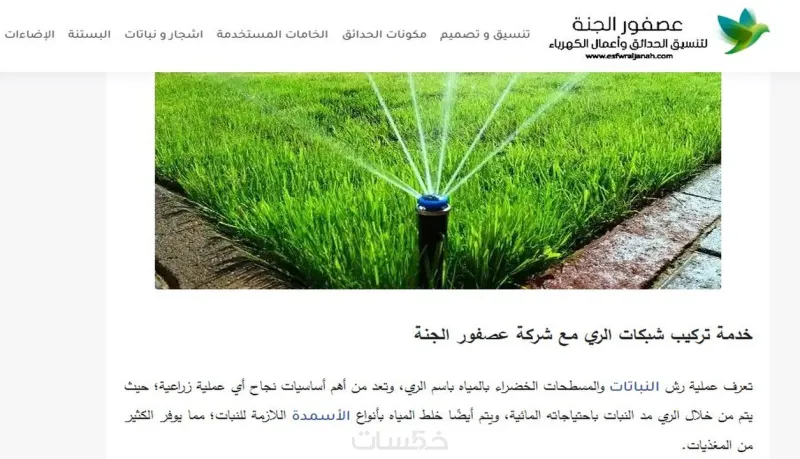 عصفور الجنة
لتنسيق الحدائق وأعمال الكهرباء
www.esfwraljanah.com
تنسيق و تصميم
مكونات الحدائق
الخامات المستخدمة
اشجار و نباتات
البستنة
الإضاءات
خدمة تركيب شبكات الري مع شركة عصفور الجنة
تعرف عملية رش النباتات والمسطحات الخضراء بالمياه باسم الري، وتعد من أهم أساسيات نجاح أي عملية زراعية؛ حيث
يتم من خلال الري مد النبات باحتياجاته المائية، ويتم أيضًا خلط المياه بأنواع الأسمدة اللازمة للنبات؛ مما يوفر الكثير
من المغذيات.
خمسات